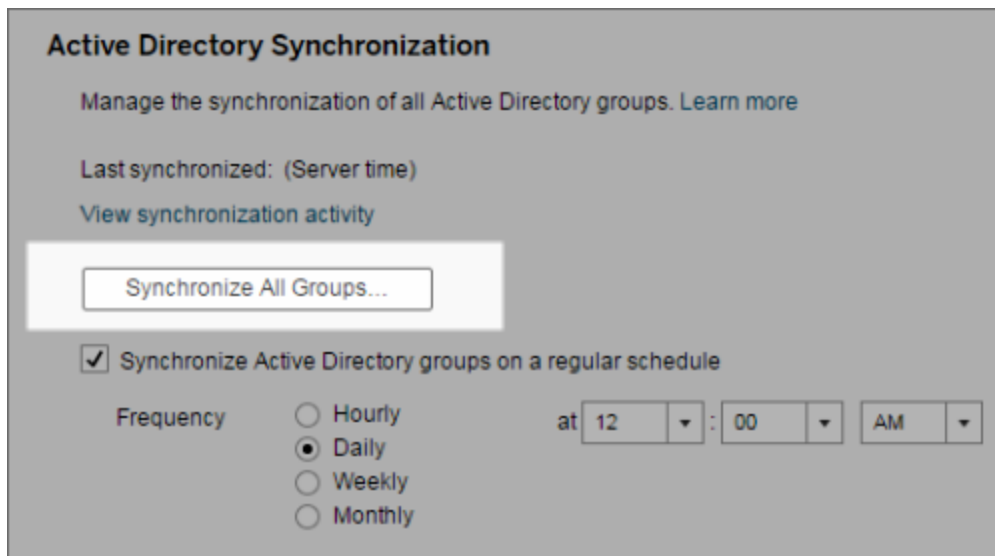 Active Directory Synchronization
Manage the synchronization of all Active Directory groups. Learn more
Last synchronized: (Server time)
View synchronization activity
Synchronize All Groups...
Synchronize Active Directory groups on a regular schedule
Frequency Hourly at 12 : 00 AM
Daily
Weekly
Monthly